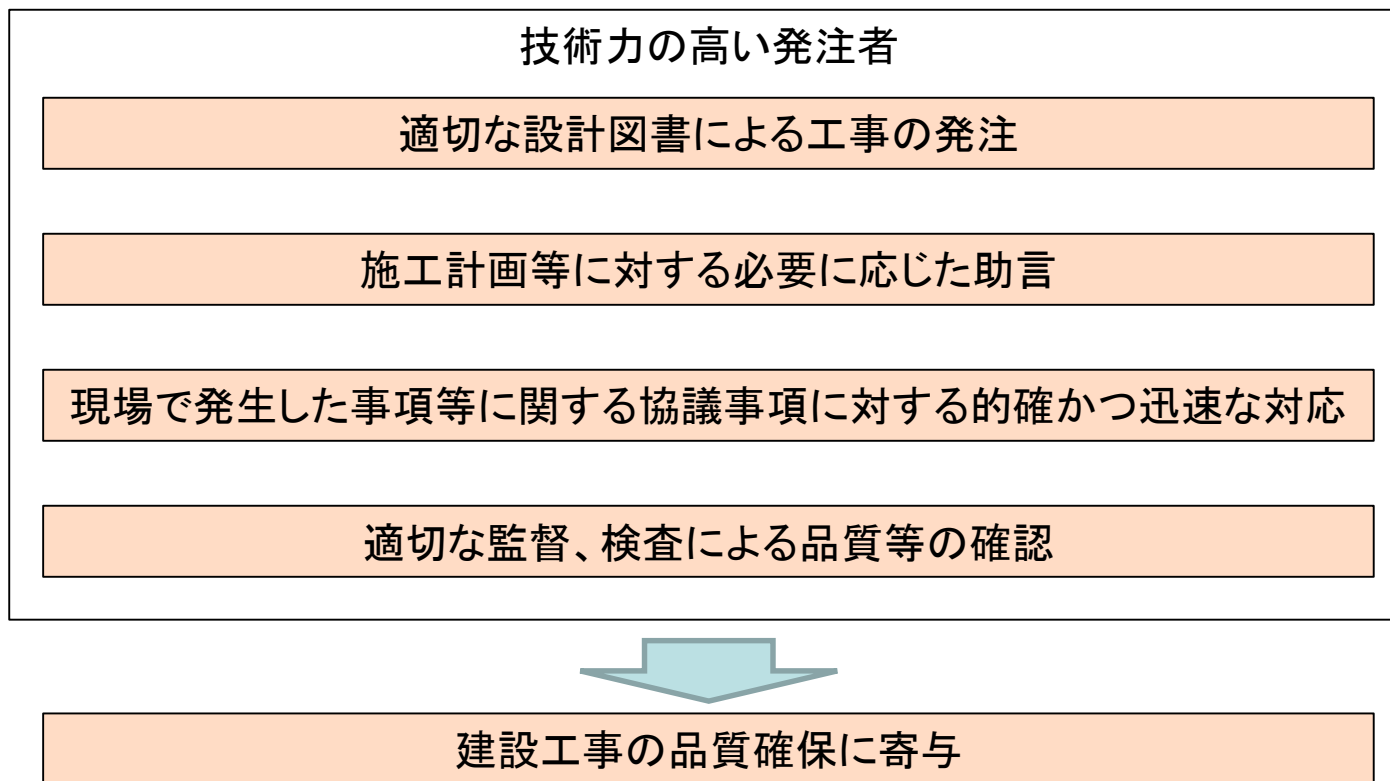 技術力の高い発注者
適切な設計図書による工事の発注
施工計画等に対する必要に応じた助言
現場で発生した事項等に関する協議事項に対する的確かつ迅速な対応
適切な監督、検査による品質等の確認
建設工事の品質確保に寄与